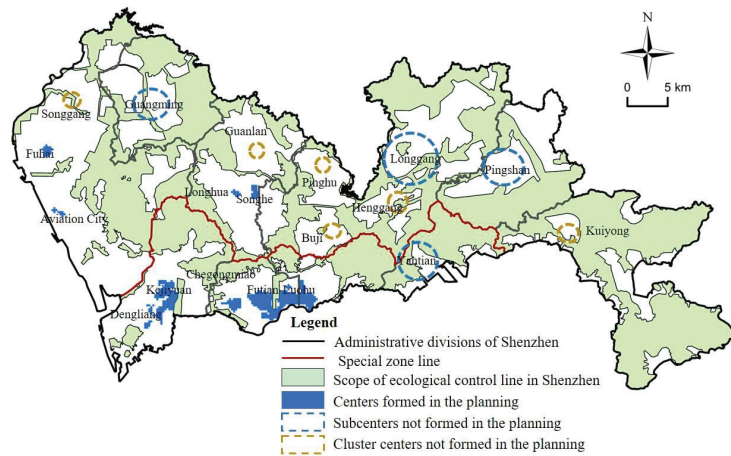 N
0 5 km
Songgang
Guangming
Guanlan
Longgang
Fuhai
Pinghu
Pingshan
Longhua
Songhe
Henggang
Aviation City
Buji
Kuiyong
Yantian
Chegongmiao
Kejiyuan
Futian-Luohu
Dengliang
Legend
Administrative divisions of Shenzhen
Special zone line
Scope of ecological control line in Shenzhen
Centers formed in the planning
Subcenters not formed in the planning
Cluster centers not formed in the planning